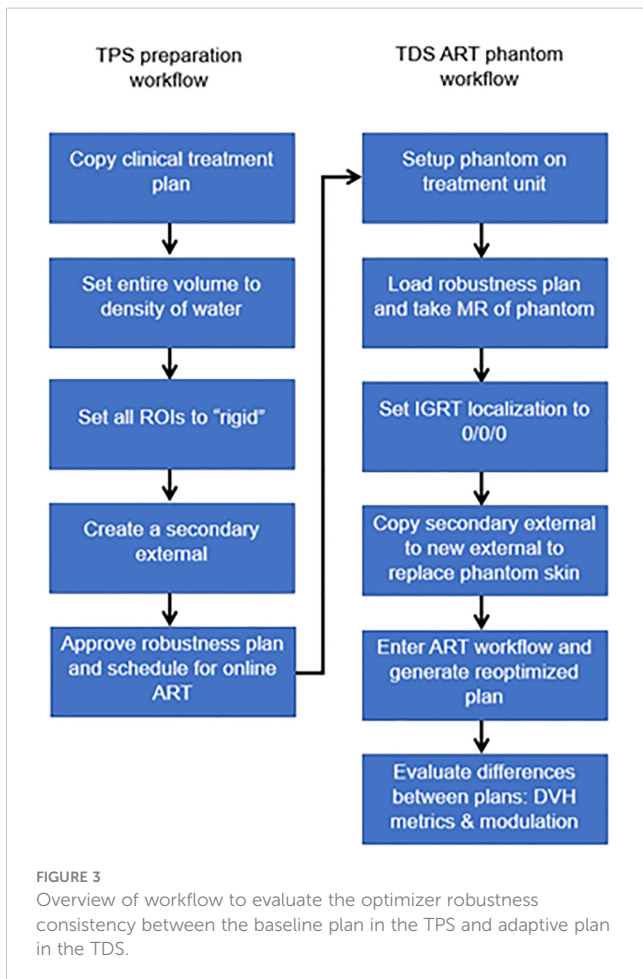 TPS preparation
workflow
Copy clinical treatment
plan
Set entire volume to
density of water
Set all ROIs to "rigid"
Create a secondary
external
Approve robustness plan
and schedule for online
ART
TDS ART phantom
workflow
Setup phantom on
treatment unit
Load robustness plan
and take MR of phantom
Set IGRT localization to
0/0/0
Copy secondary external
to new external to
replace phantom skin
Enter ART workflow and
generate reoptimized
plan
Evaluate differences
between plans: DVH
metrics & modulation
FIGURE 3
Overview of workflow to evaluate the optimizer robustness
consistency between the baseline plan in the TPS and adaptive plan
in the TDS.